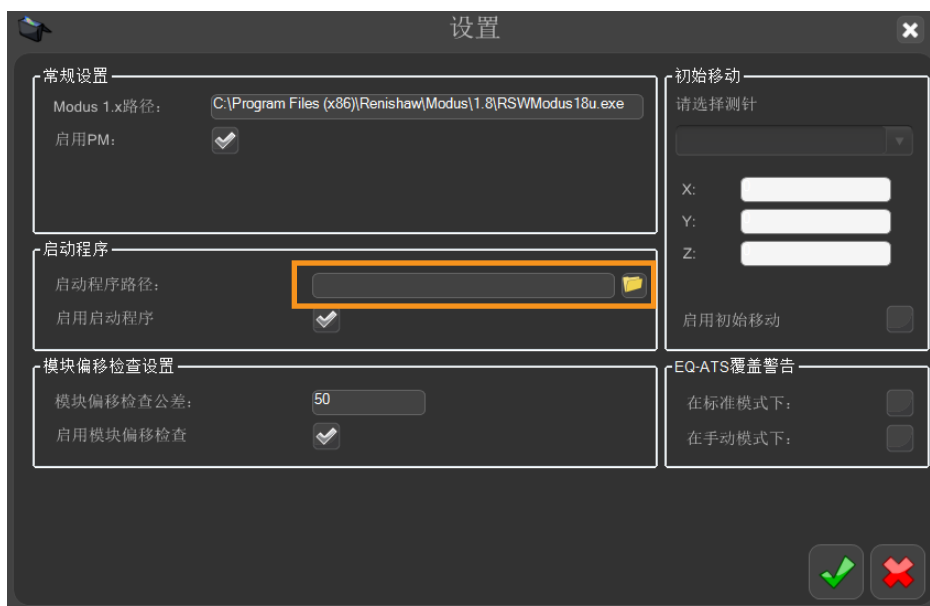 设置
常规设置
Modus 1.x路径：
C:\Program Files (x86)\Renishaw\Modus\1.8\RSWModus18u.exe
启用PM：
启动程序
启动程序路径：
启用启动程序
模块偏移检查设置
模块偏移检查公差：
50
启用模块偏移检查
初始移动
请选择测针
X:
Y:
Z:
启用初始移动
EQ-ATS覆盖警告
在标准模式下：
在手动模式下：